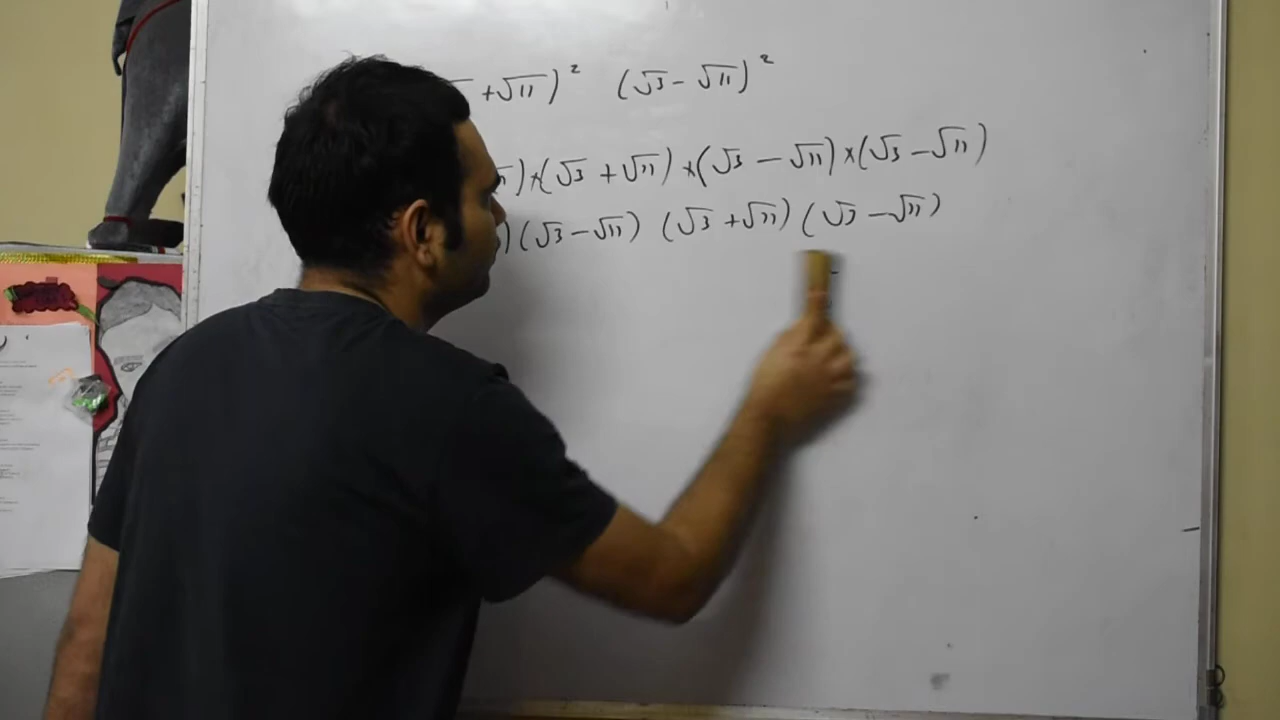 +√11)² (√3 - √11)²
)×(√3 + √11)×(√3 - √11)×(√3 - √11)
)(√3 - √11) (√3 + √11)(√3 - √11)